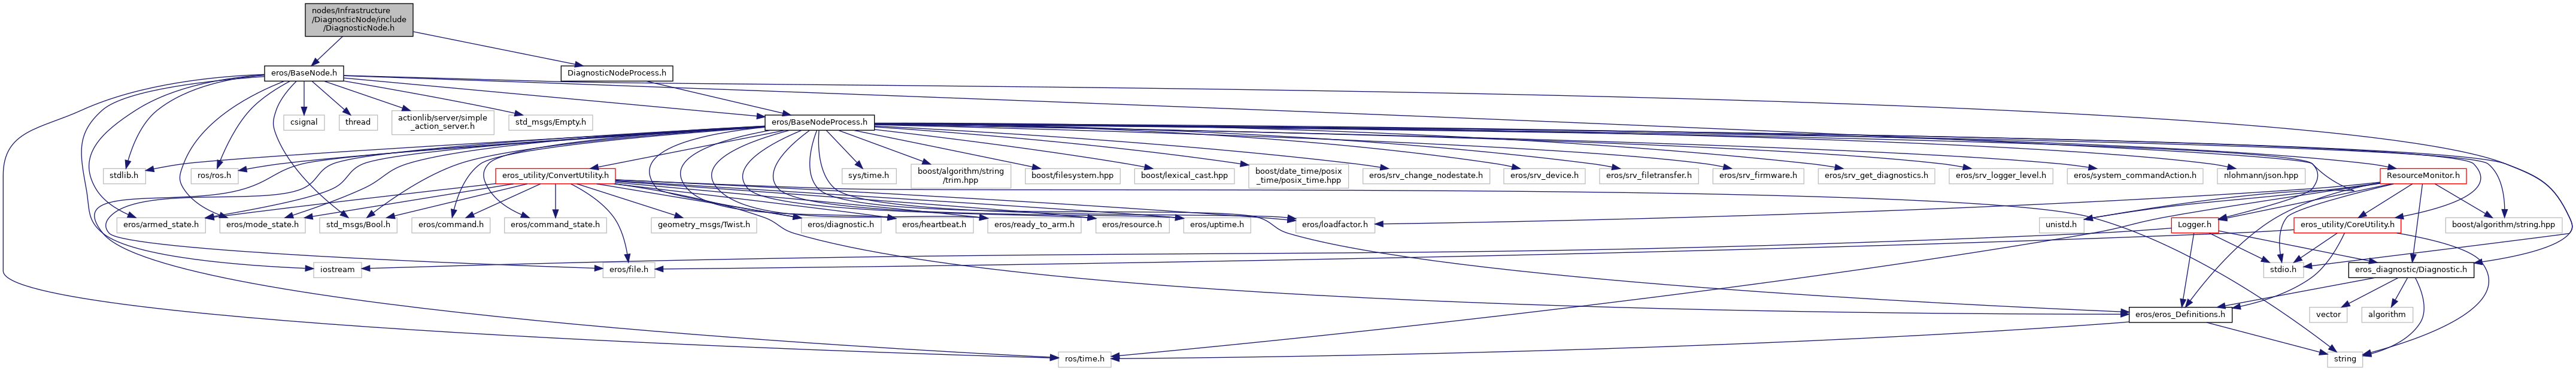 nodes/Infrastructure
/DiagnosticNode/include
/DiagnosticNode.h
eros/BaseNode.h
DiagnosticNodeProcess.h
csignal
thread
actionlib/server/simple
_action_server.h
std_msgs/Empty.h
eros/BaseNodeProcess.h
stdlib.h
ros/ros.h
eros_utility/ConvertUtility.h
sys/time.h
boost/algorithm/string
/trim.hpp
boost/filesystem.hpp
boost/lexical_cast.hpp
boost/date_time/posix
_time/posix_time.hpp
eros/srv_change_nodestate.h
eros/srv_device.h
eros/srv_filetransfer.h
eros/srv_firmware.h
eros/srv_get_diagnostics.h
eros/srv_logger_level.h
eros/system_commandAction.h
nlohmann/json.hpp
ResourceMonitor.h
eros/armed_state.h
eros/mode_state.h
std_msgs/Bool.h
eros/command.h
eros/command_state.h
geometry_msgs/Twist.h
eros/diagnostic.h
eros/heartbeat.h
eros/ready_to_arm.h
eros/resource.h
eros/uptime.h
eros/loadfactor.h
unistd.h
Logger.h
eros_utility/CoreUtility.h
boost/algorithm/string.hpp
iostream
eros/file.h
stdio.h
eros_diagnostic/Diagnostic.h
eros/eros_Definitions.h
vector
algorithm
ros/time.h
string